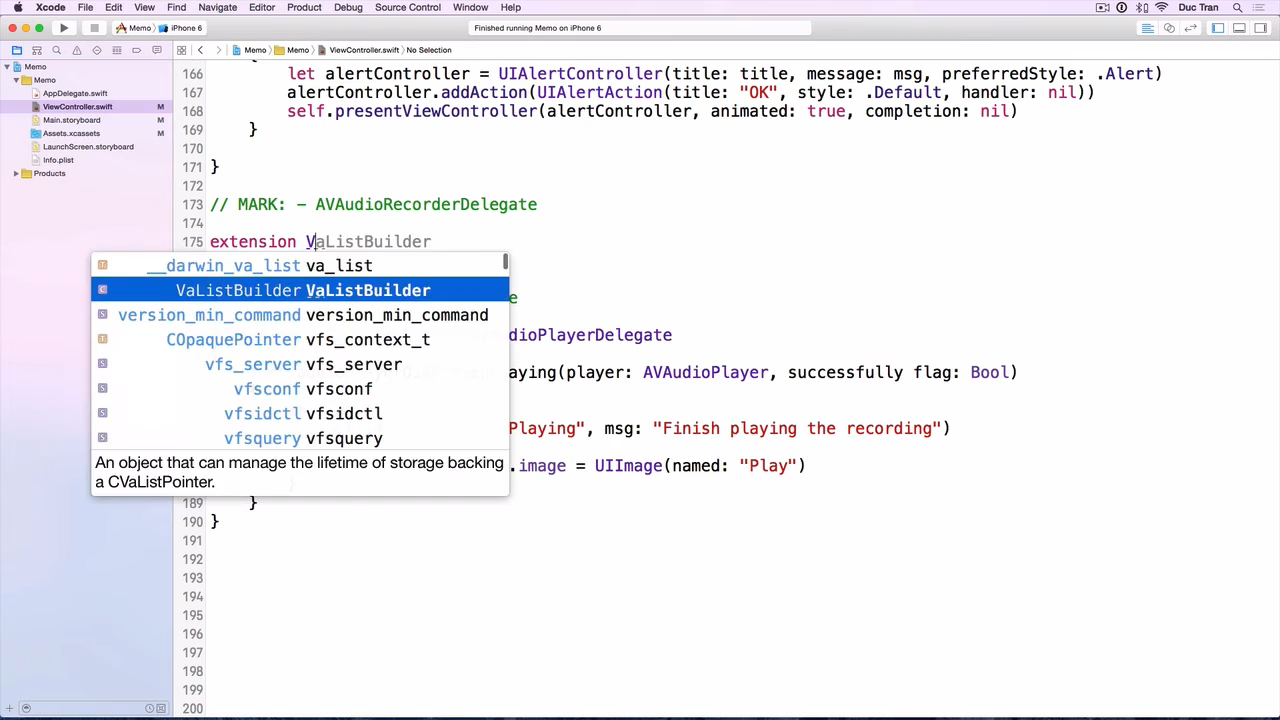 Xcode File Edit View Find Navigate Editor Product Debug Source Control Window Help Duc Tran
Memo iPhone 6 Finished running Memo on iPhone 6
Memo Memo ViewController.swift No Selection
Memo
Memo
AppDelegate.swift
ViewController.swift M
Main.storyboard M
Assets.xcassets M
LaunchScreen.storyboard
Info.plist
Products
166 let alertController = UIAlertController(title: title, message: msg, preferredStyle: .Alert)
167 alertController.addAction(UIAlertAction(title: "OK", style: .Default, handler: nil))
168 self.presentViewController(alertController, animated: true, completion: nil)
169 }
170
171 }
172
173 // MARK: - AVAudioRecorderDelegate
174
175 extension VaListBuilder
__darwin_va_list va_list
VaListBuilder VaListBuilder
version_min_command version_min_command
COpaquePointer vfs_context_t
vfs_server vfs_server
vfsconf vfsconf
vfsidctl vfsidctl
vfsquery vfsquery
An object that can manage the lifetime of storage backing
a CVaListPointer.
dioPlayerDelegate
aying(player: AVAudioPlayer, successfully flag: Bool)
Playing", msg: "Finish playing the recording")
.image = UIImage(named: "Play")
189 }
190 }
191
192
193
194
195
196
197
198
199
200